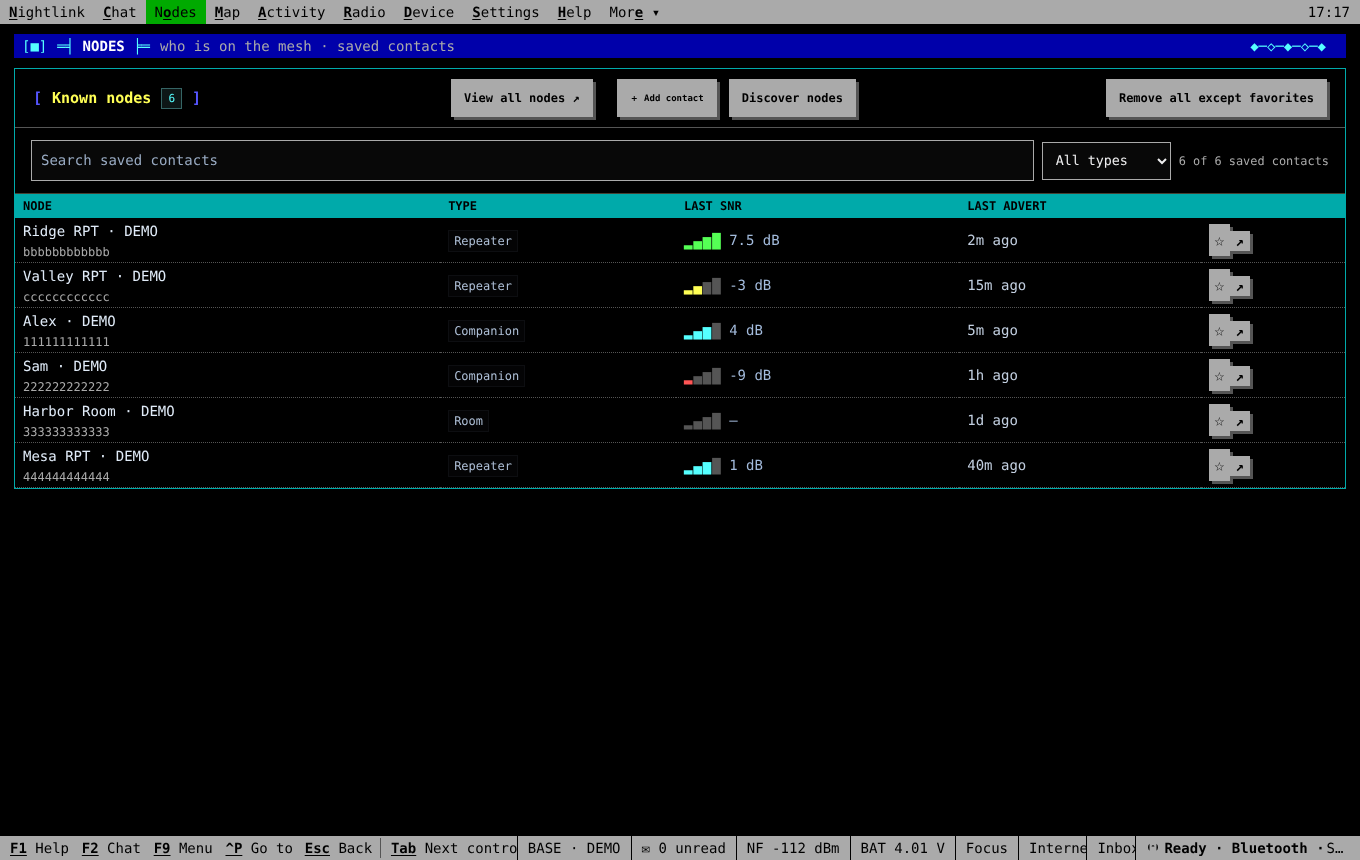 Nightlink Chat Nodes Map Activity Radio Device Settings Help More ▾ 17:17
[■] ═╡ NODES ╞═ who is on the mesh · saved contacts ◆─◇─◆─◇─◆
[ Known nodes 6 ] View all nodes ↗ + Add contact Discover nodes Remove all except favorites
Search saved contacts All types 6 of 6 saved contacts
NODE TYPE LAST SNR LAST ADVERT
Ridge RPT · DEMO Repeater 7.5 dB 2m ago ☆ ↗
bbbbbbbbbbbb
Valley RPT · DEMO Repeater -3 dB 15m ago ☆ ↗
cccccccccccc
Alex · DEMO Companion 4 dB 5m ago ☆ ↗
111111111111
Sam · DEMO Companion -9 dB 1h ago ☆ ↗
222222222222
Harbor Room · DEMO Room — 1d ago ☆ ↗
333333333333
Mesa RPT · DEMO Repeater 1 dB 40m ago ☆ ↗
444444444444
F1 Help F2 Chat F9 Menu ^P Go to Esc Back Tab Next contro BASE · DEMO ✉ 0 unread NF -112 dBm BAT 4.01 V Focus Interne Inbox Ready · Bluetooth · S…